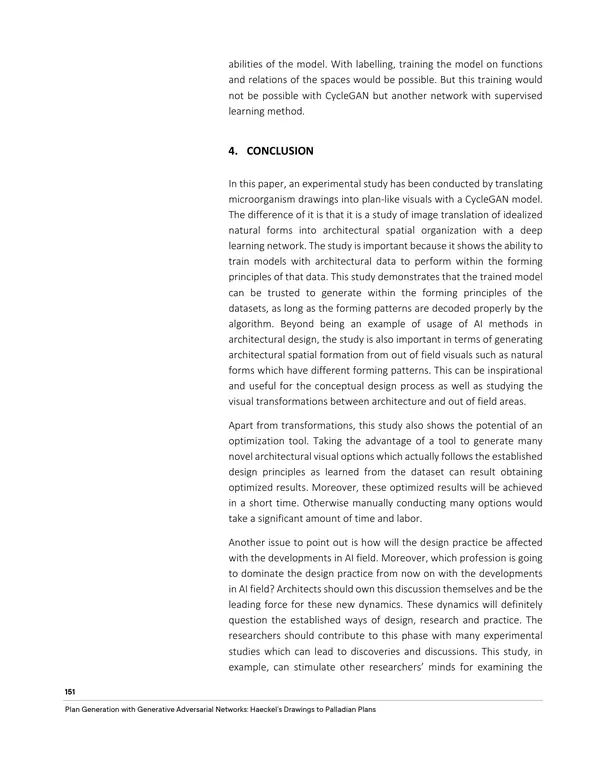 abilities of the model. With labelling, training the model on functions
and relations of the spaces would be possible. But this training would
not be possible with CycleGAN but another network with supervised
learning method.
4. CONCLUSION
In this paper, an experimental study has been conducted by translating
microorganism drawings into plan-like visuals with a CycleGAN model.
The difference of it is that it is a study of image translation of idealized
natural forms into architectural spatial organization with a deep
learning network. The study is important because it shows the ability to
train models with architectural data to perform within the forming
principles of that data. This study demonstrates that the trained model
can be trusted to generate within the forming principles of the
datasets, as long as the forming patterns are decoded properly by the
algorithm. Beyond being an example of usage of AI methods in
architectural design, the study is also important in terms of generating
architectural spatial formation from out of field visuals such as natural
forms which have different forming patterns. This can be inspirational
and useful for the conceptual design process as well as studying the
visual transformations between architecture and out of field areas.
Apart from transformations, this study also shows the potential of an
optimization tool. Taking the advantage of a tool to generate many
novel architectural visual options which actually follows the established
design principles as learned from the dataset can result obtaining
optimized results. Moreover, these optimized results will be achieved
in a short time. Otherwise manually conducting many options would
take a significant amount of time and labor.
Another issue to point out is how will the design practice be affected
with the developments in AI field. Moreover, which profession is going
to dominate the design practice from now on with the developments
in AI field? Architects should own this discussion themselves and be the
leading force for these new dynamics. These dynamics will definitely
question the established ways of design, research and practice. The
researchers should contribute to this phase with many experimental
studies which can lead to discoveries and discussions. This study, in
example, can stimulate other researchers' minds for examining the
151
Plan Generation with Generative Adversarial Networks: Haeckel's Drawings to Palladian Plans